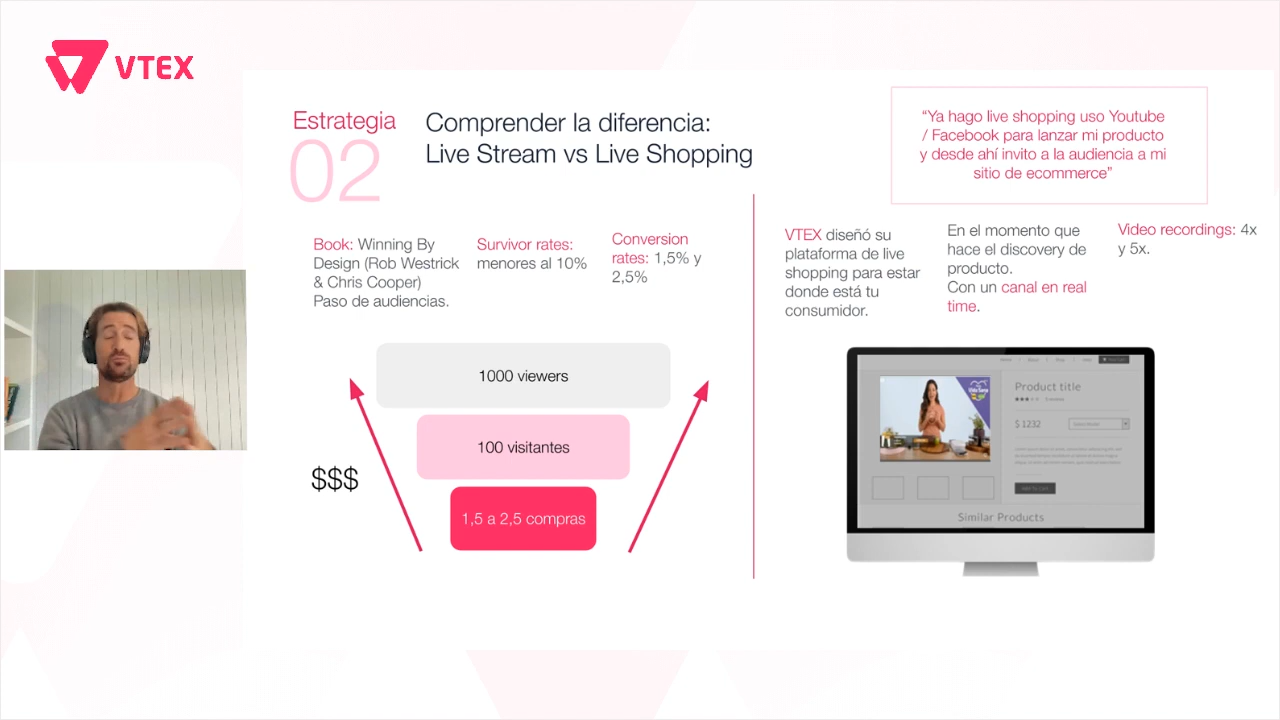 VTEX
Estrategia
02
Comprender la diferencia:
Live Stream vs Live Shopping
“Ya hago live shopping uso Youtube
/ Facebook para lanzar mi producto
y desde ahí invito a la audiencia a mi
sitio de ecommerce”
Book: Winning By
Design (Rob Westrick
& Chris Cooper)
Paso de audiencias.
Survivor rates:
menores al 10%
Conversion
rates: 1,5% y
2,5%
VTEX diseñó su
plataforma de live
shopping para estar
donde está tu
consumidor.
En el momento que
hace el discovery de
producto.
Con un canal en real
time.
Video recordings: 4x
y 5x.
1000 viewers
100 visitantes
1,5 a 2,5 compras
$$$
Product title
$ 1232
Add To Cart
Similar Products